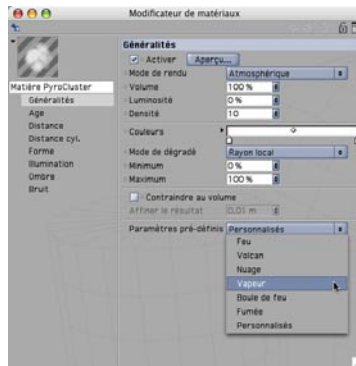 Modificateur de matériaux
Matière PyroCluster
Généralités
Age
Distance
Distance cyl.
Forme
Illumination
Ombre
Bruit
Généralités
Activer Aperçu...
Mode de rendu Atmosphérique
Volume 100 %
Luminosité 0 %
Densité 10
Couleurs
Mode de dégradé Rayon local
Minimum 0 %
Maximum 100 %
Contraindre au volume
Affiner le résultat 0,01 m
Paramètres pré-définis Personnalisés
Feu
Volcan
Nuage
Vapeur
Boule de feu
Fumée
Personnalisés